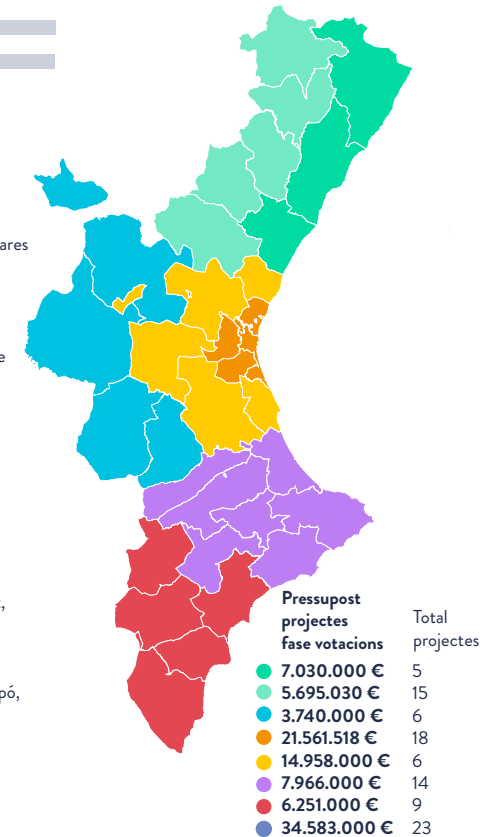 ares
e
,
pó,
Pressupost
projectes
fase votacions
Total
projectes
7.030.000 € 5
5.695.030 € 15
3.740.000 € 6
21.561.518 € 18
14.958.000 € 6
7.966.000 € 14
6.251.000 € 9
34.583.000 € 23